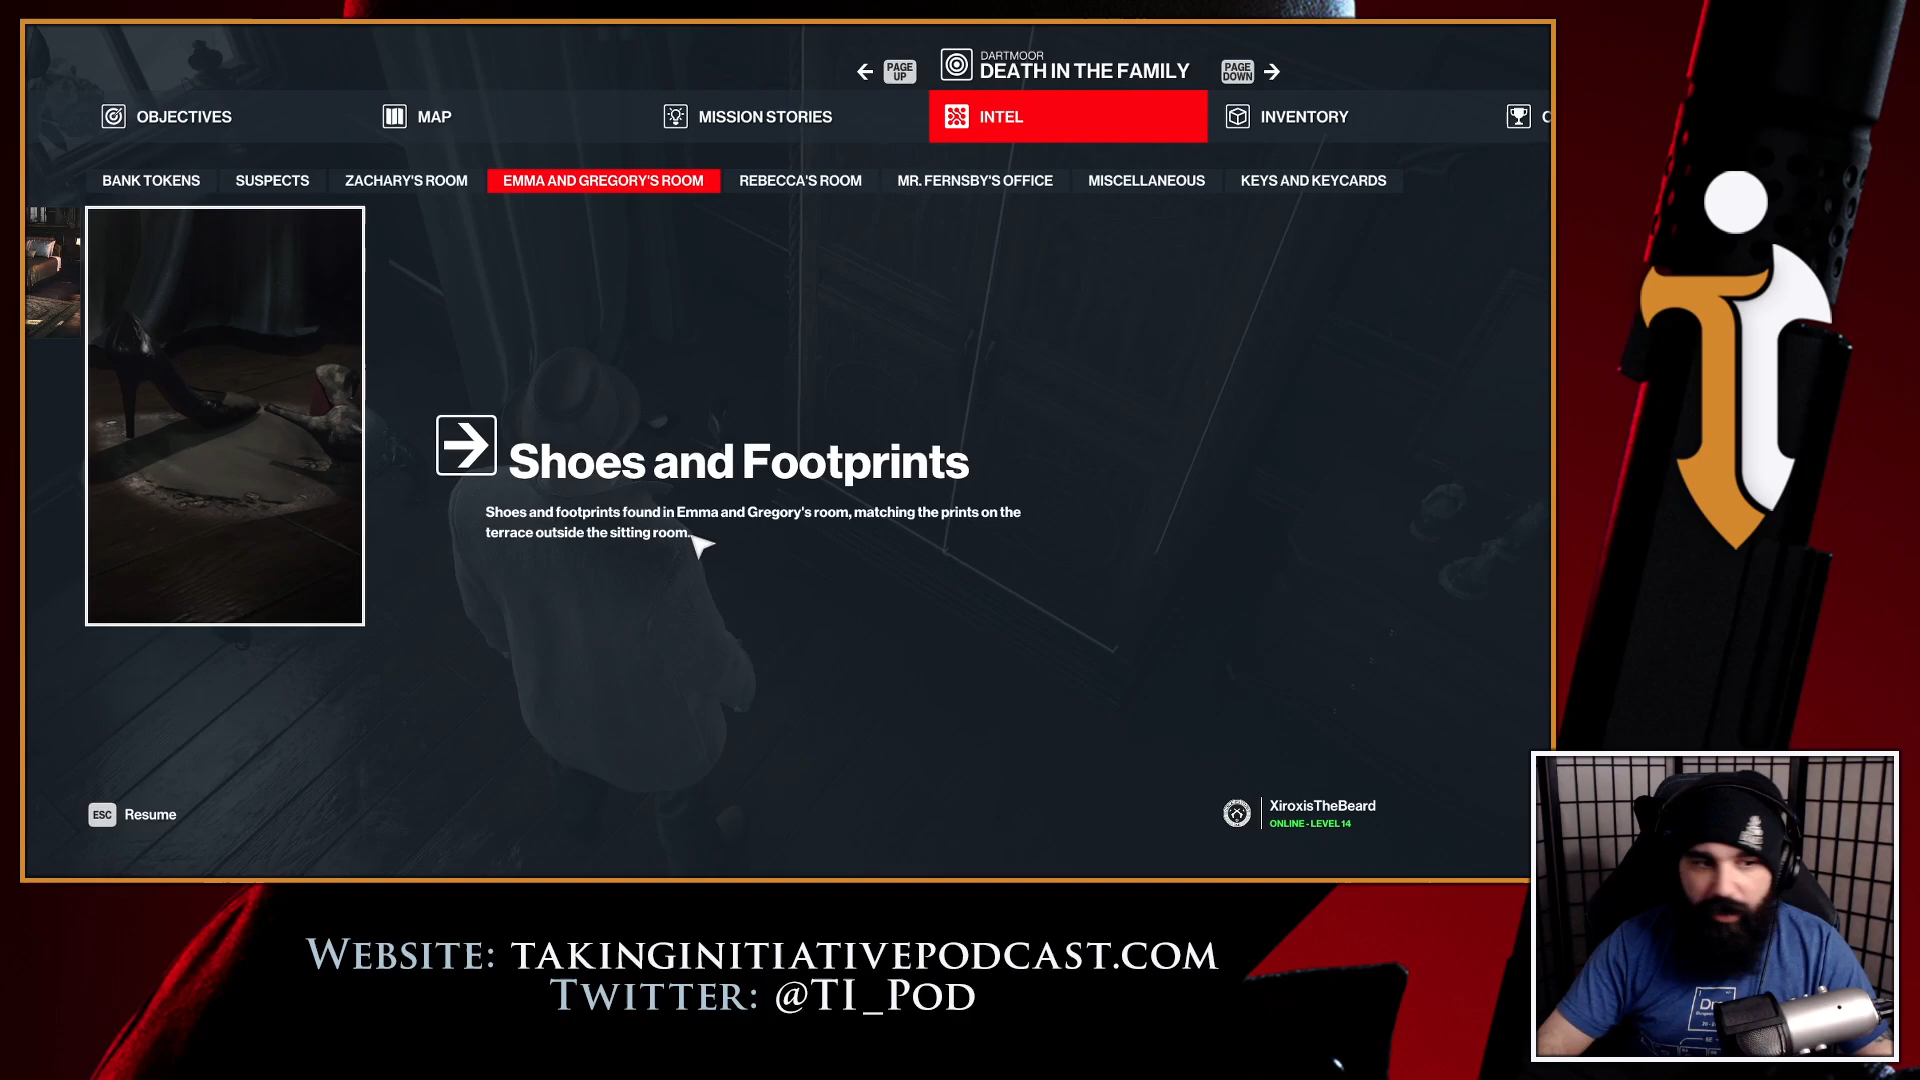 PAGE UP
DARTMOOR
DEATH IN THE FAMILY
PAGE DOWN
OBJECTIVES
MAP
MISSION STORIES
INTEL
INVENTORY
C
BANK TOKENS
SUSPECTS
ZACHARY'S ROOM
EMMA AND GREGORY'S ROOM
REBECCA'S ROOM
MR. FERNSBY'S OFFICE
MISCELLANEOUS
KEYS AND KEYCARDS
Shoes and Footprints
Shoes and footprints found in Emma and Gregory's room, matching the prints on the
terrace outside the sitting room.
ESC Resume
XiroxisTheBeard
ONLINE - LEVEL 14
WEBSITE: TAKINGINITIATIVEPODCAST.COM
TWITTER: @TI_POD